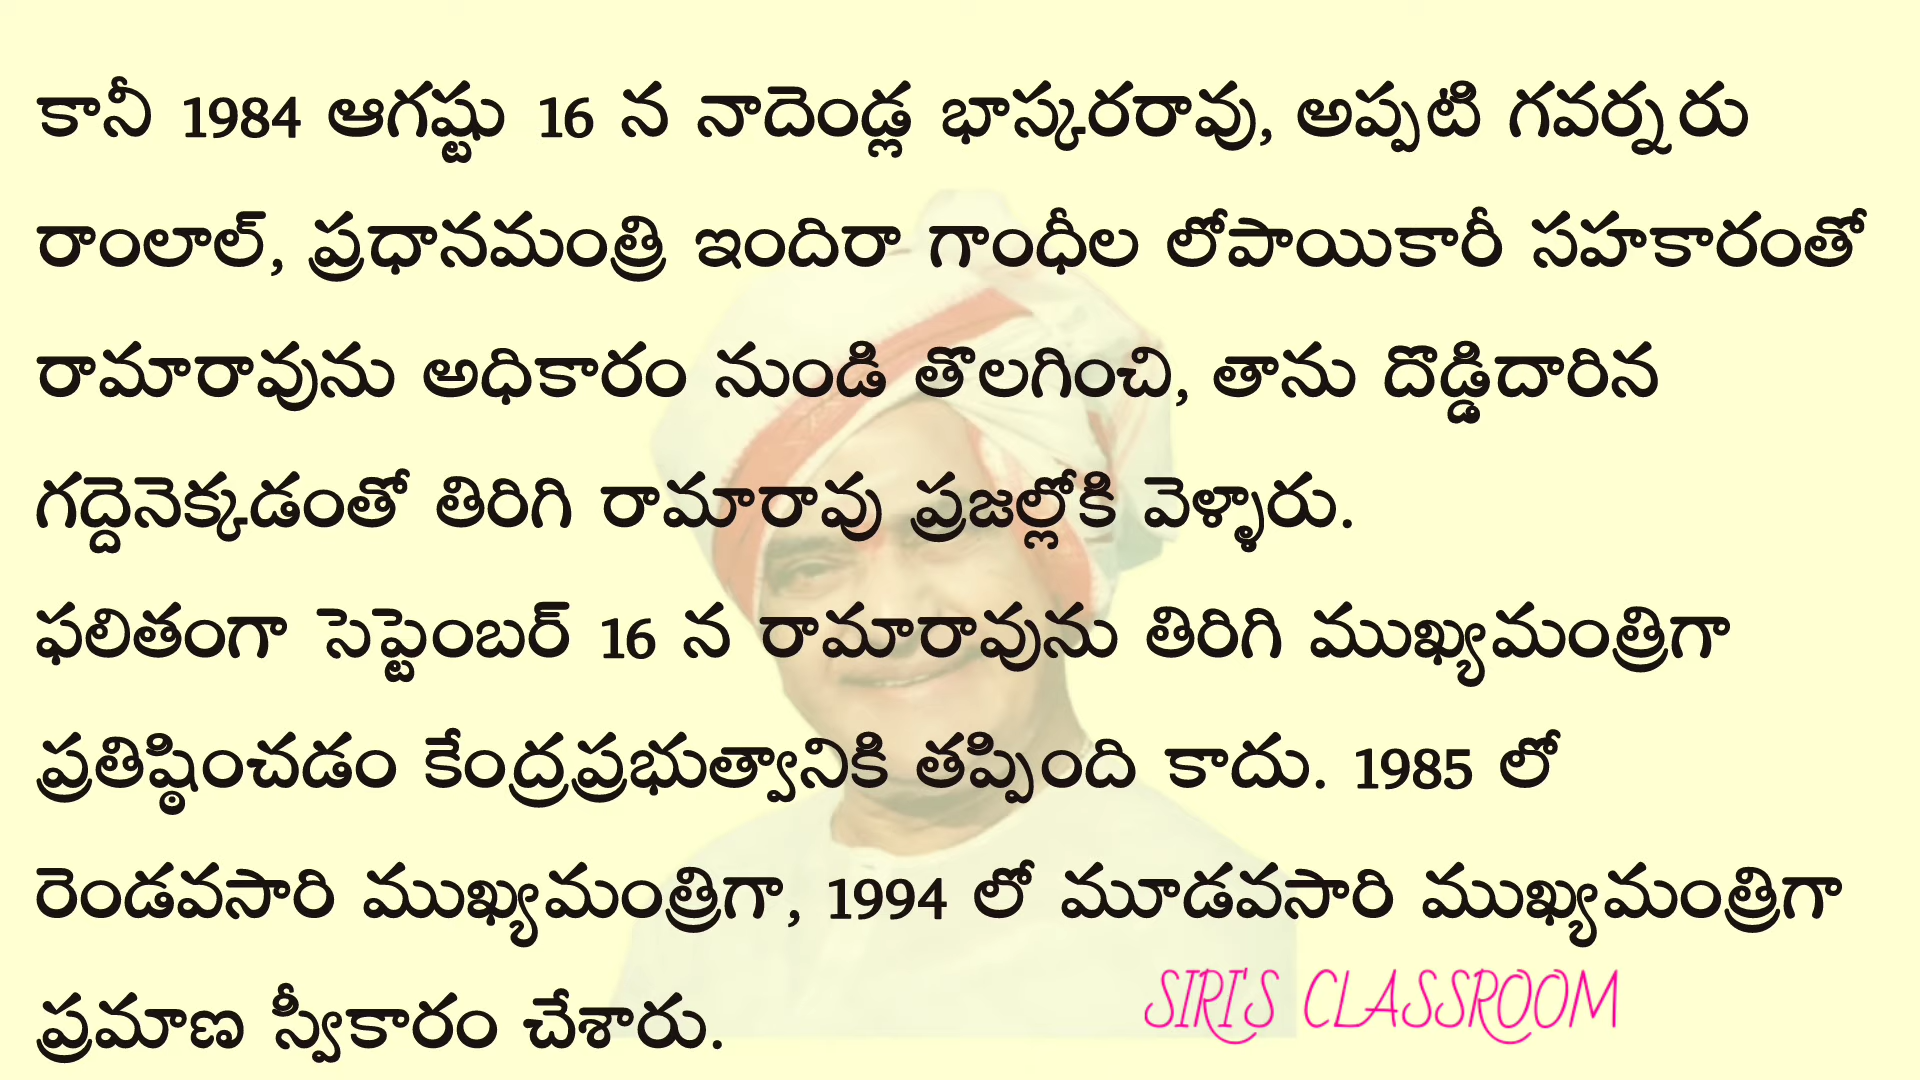 కానీ 1984 ఆగష్టు 16 న నాదెండ్ల భాస్కరరావు, అప్పటి గవర్నరు
రాంలాల్, ప్రధానమంత్రి ఇందిరా గాంధీల లోపాయికారీ సహకారంతో
రామారావును అధికారం నుండి తొలగించి, తాను దొడ్డిదారిన
గద్దెనెక్కడంతో తిరిగి రామారావు ప్రజల్లోకి వెళ్ళారు.
ఫలితంగా సెప్టెంబర్ 16 న రామారావును తిరిగి ముఖ్యమంత్రిగా
ప్రతిష్ఠించడం కేంద్రప్రభుత్వానికి తప్పింది కాదు. 1985 లో
రెండవసారి ముఖ్యమంత్రిగా, 1994 లో మూడవసారి ముఖ్యమంత్రిగా
ప్రమాణ స్వీకారం చేశారు.
SIRI'S CLASSROOM